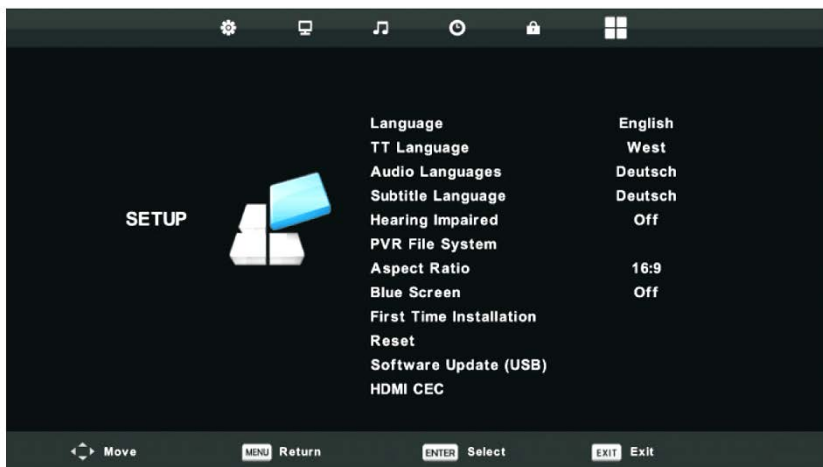 Language English
TT Language West
Audio Languages Deutsch
Subtitle Language Deutsch
SETUP
Hearing Impaired Off
PVR File System
Aspect Ratio 16:9
Blue Screen Off
First Time Installation
Reset
Software Update (USB)
HDMI CEC
Move MENU Return ENTER Select EXIT Exit